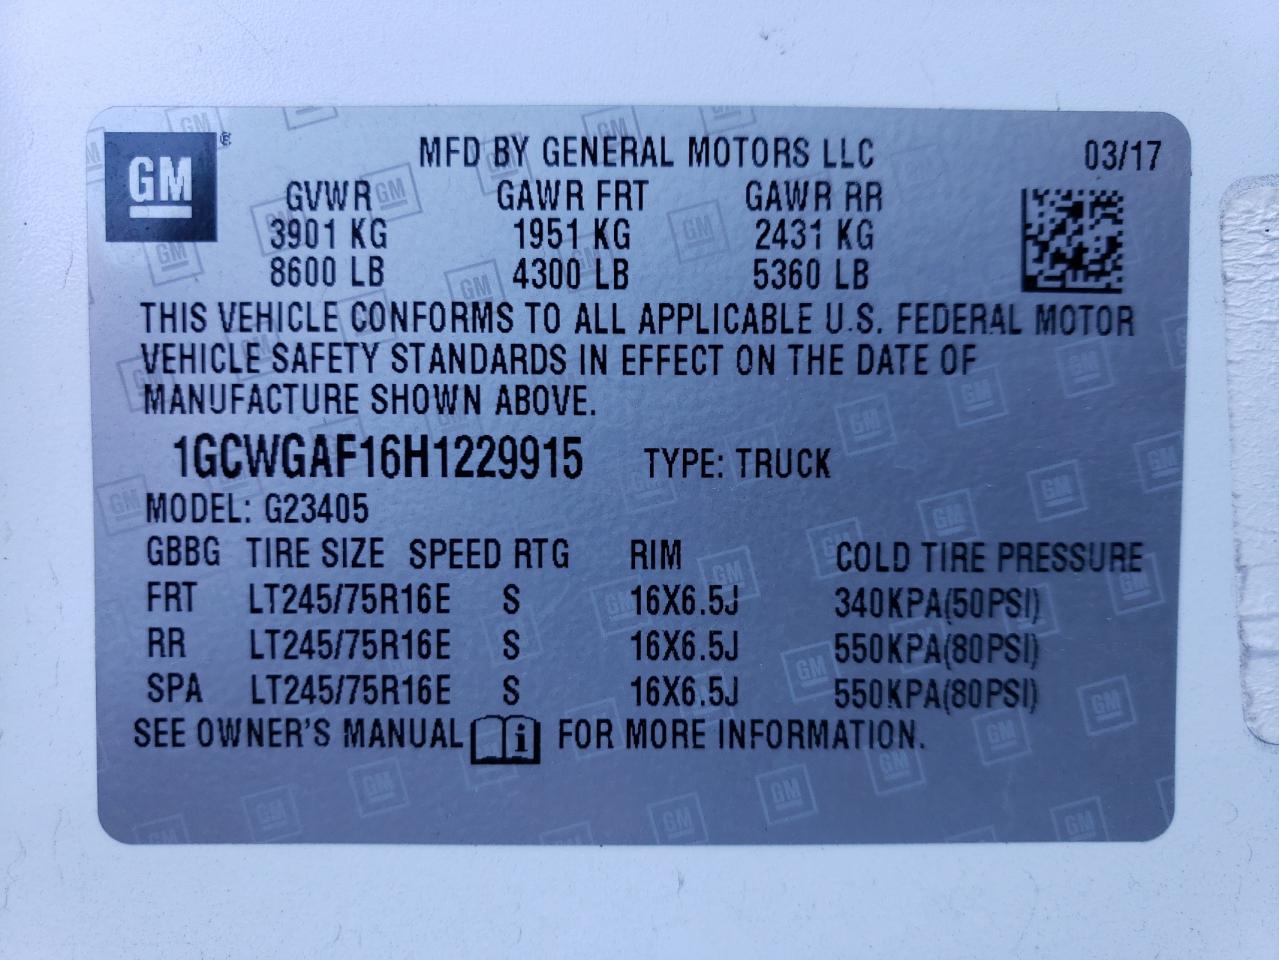 GM
MFD BY GENERAL MOTORS LLC 03/17
GVWR GAWR FRT GAWR RR
3901 KG 1951 KG 2431 KG
8600 LB 4300 LB 5360 LB
THIS VEHICLE CONFORMS TO ALL APPLICABLE U.S. FEDERAL MOTOR
VEHICLE SAFETY STANDARDS IN EFFECT ON THE DATE OF
MANUFACTURE SHOWN ABOVE.
1GCWGAF16H1229915 TYPE: TRUCK
MODEL: G23405
GBBG TIRE SIZE SPEED RTG RIM COLD TIRE PRESSURE
FRT LT245/75R16E S 16X6.5J 340KPA(50PSI)
RR LT245/75R16E S 16X6.5J 550KPA(80PSI)
SPA LT245/75R16E S 16X6.5J 550KPA(80PSI)
SEE OWNER'S MANUAL i FOR MORE INFORMATION.